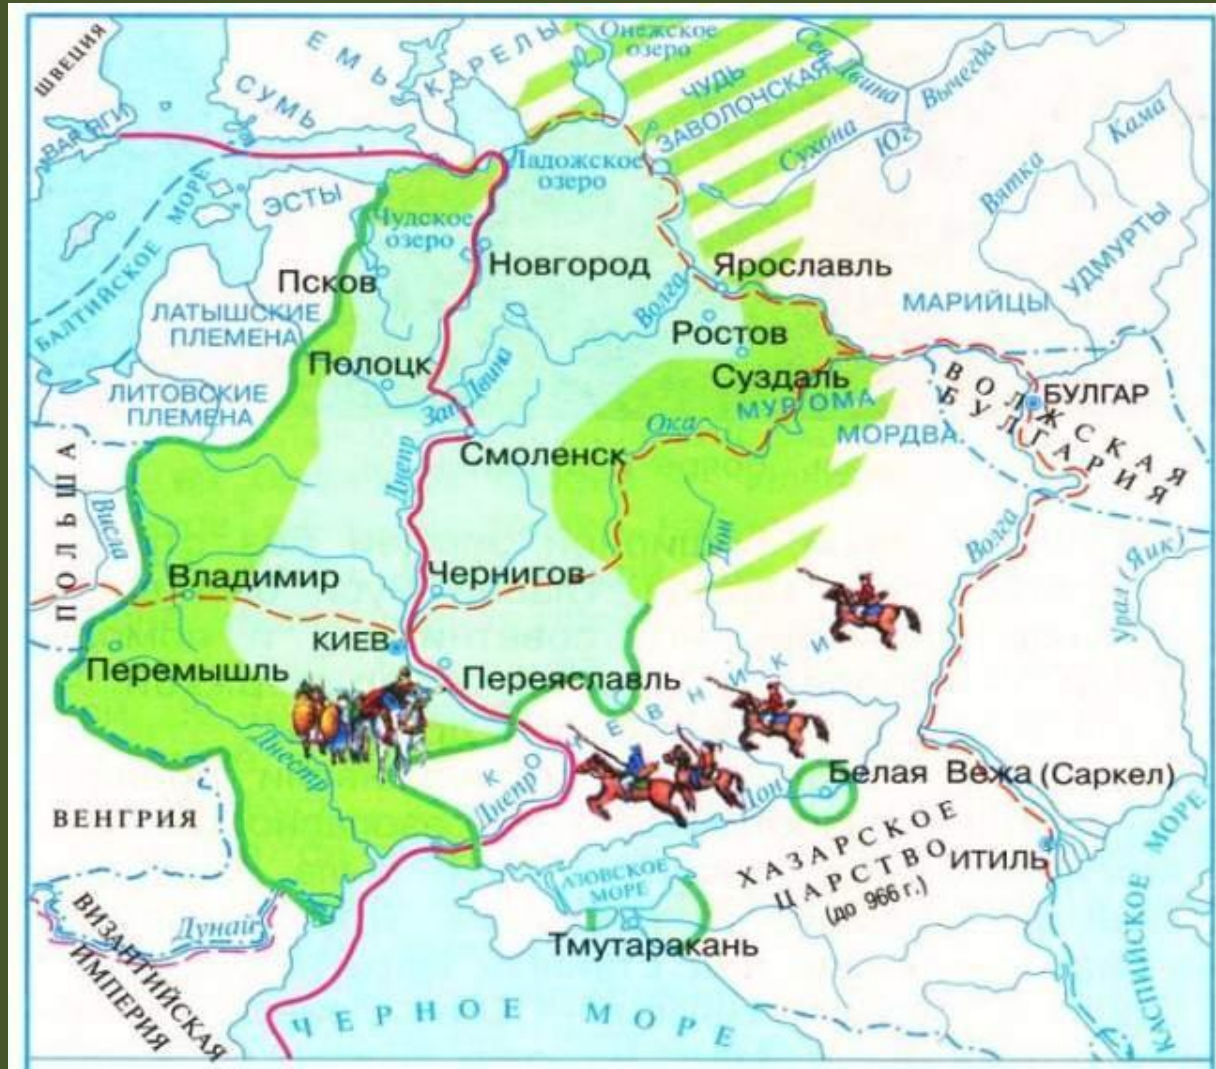 ШВЕЦИЯ
ЕМЬ
КАРЕЛЫ
Онежское
озеро
Сев. Двина
Вычегда
СУМЬ
ЧУДЬ
ЗАВОЛОЧСКАЯ
Кама
ВАРЯГИ
Ладожское
озеро
Сухона
Юг
Вятка
ЭСТЫ
Чудское
озеро
БАЛТИЙСКОЕ МОРЕ
УДМУРТЫ
Псков
Новгород
Ярославль
Волга
МАРИЙЦЫ
ЛАТЫШСКИЕ
ПЛЕМЕНА
Ростов
Полоцк
Зап. Двина
Суздаль
ЛИТОВСКИЕ
ПЛЕМЕНА
МУРОМА
ВОЛЖСКАЯ
БУЛГАРИЯ
БУЛГАР
Ока
МОРДВА
ПОЛЬША
Смоленск
Днепр
Висла
Дон
Волга
Урал (Яик)
Владимир
Чернигов
КИЕВ
Перемышль
Переяславль
КОЧЕВНИКИ
Днестр
Днепр
Дон
Белая Вежа (Саркел)
ВЕНГРИЯ
ХАЗАРСКОЕ
ЦАРСТВО
(до 966 г.)
ИТИЛЬ
АЗОВСКОЕ
МОРЕ
Дунай
ВИЗАНТИЙСКАЯ
ИМПЕРИЯ
Тмутаракань
ЧЕРНОЕ МОРЕ
КАСПИЙСКОЕ МОРЕ